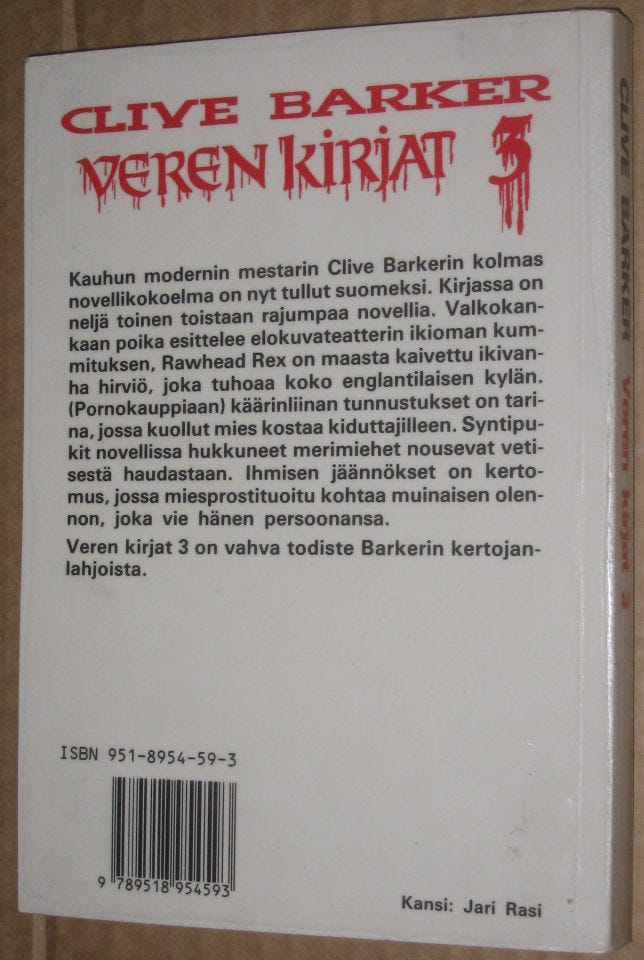 CLIVE BARKER
VEREN KIRJAT 3
Kauhun modernin mestarin Clive Barkerin kolmas
novellikokoelma on nyt tullut suomeksi. Kirjassa on
neljä toinen toistaan rajumpaa novellia. Valkokan-
kaan poika esittelee elokuvateatterin ikioman kum-
mituksen, Rawhead Rex on maasta kaivettu ikivan-
ha hirviö, joka tuhoaa koko englantilaisen kylän.
(Pornokauppiaan) käärinliinan tunnustukset on tari-
na, jossa kuollut mies kostaa kiduttajilleen. Syntipu-
kit novellissa hukkuneet merimiehet nousevat veti-
sestä haudastaan. Ihmisen jäännökset on kerto-
mus, jossa miesprostituoitu kohtaa muinaisen olen-
non, joka vie hänen persoonansa.
Veren kirjat 3 on vahva todiste Barkerin kertojan-
lahjoista.
ISBN 951-8954-59-3
9 789518 954593
Kansi: Jari Rasi
CLIVE BARKER Veren kirjat 3